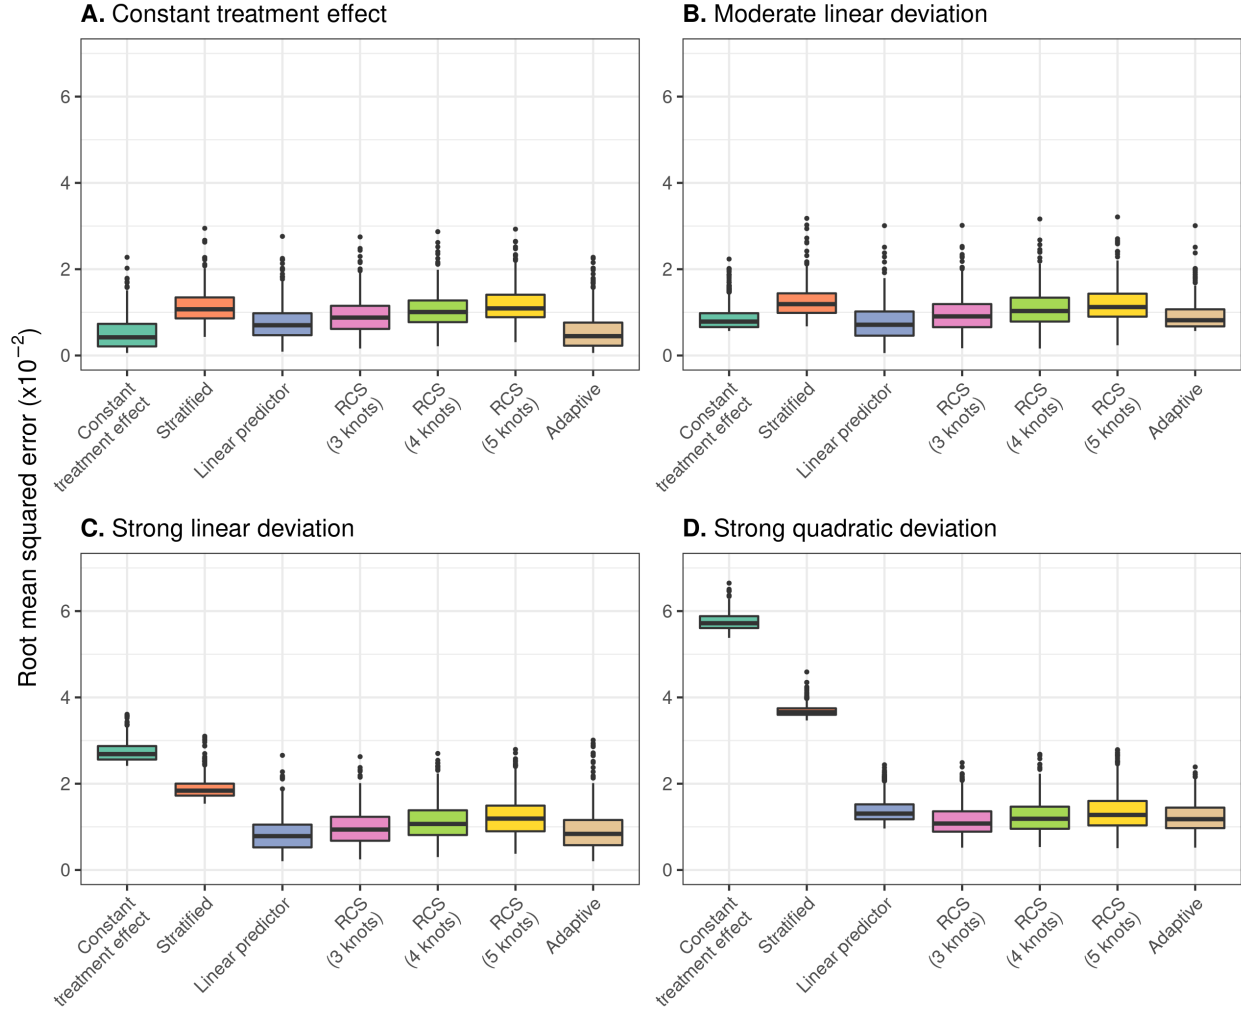 A. Constant treatment effect
B. Moderate linear deviation
6
4
2
0
Constant
treatment effect
Stratified
Linear predictor
RCS
(3 knots)
RCS
(4 knots)
RCS
(5 knots)
Adaptive
6
4
2
0
Constant
treatment effect
Stratified
Linear predictor
RCS
(3 knots)
RCS
(4 knots)
RCS
(5 knots)
Adaptive
Root mean squared error (x10⁻²)
C. Strong linear deviation
D. Strong quadratic deviation
6
4
2
0
Constant
treatment effect
Stratified
Linear predictor
RCS
(3 knots)
RCS
(4 knots)
RCS
(5 knots)
Adaptive
6
4
2
0
Constant
treatment effect
Stratified
Linear predictor
RCS
(3 knots)
RCS
(4 knots)
RCS
(5 knots)
Adaptive